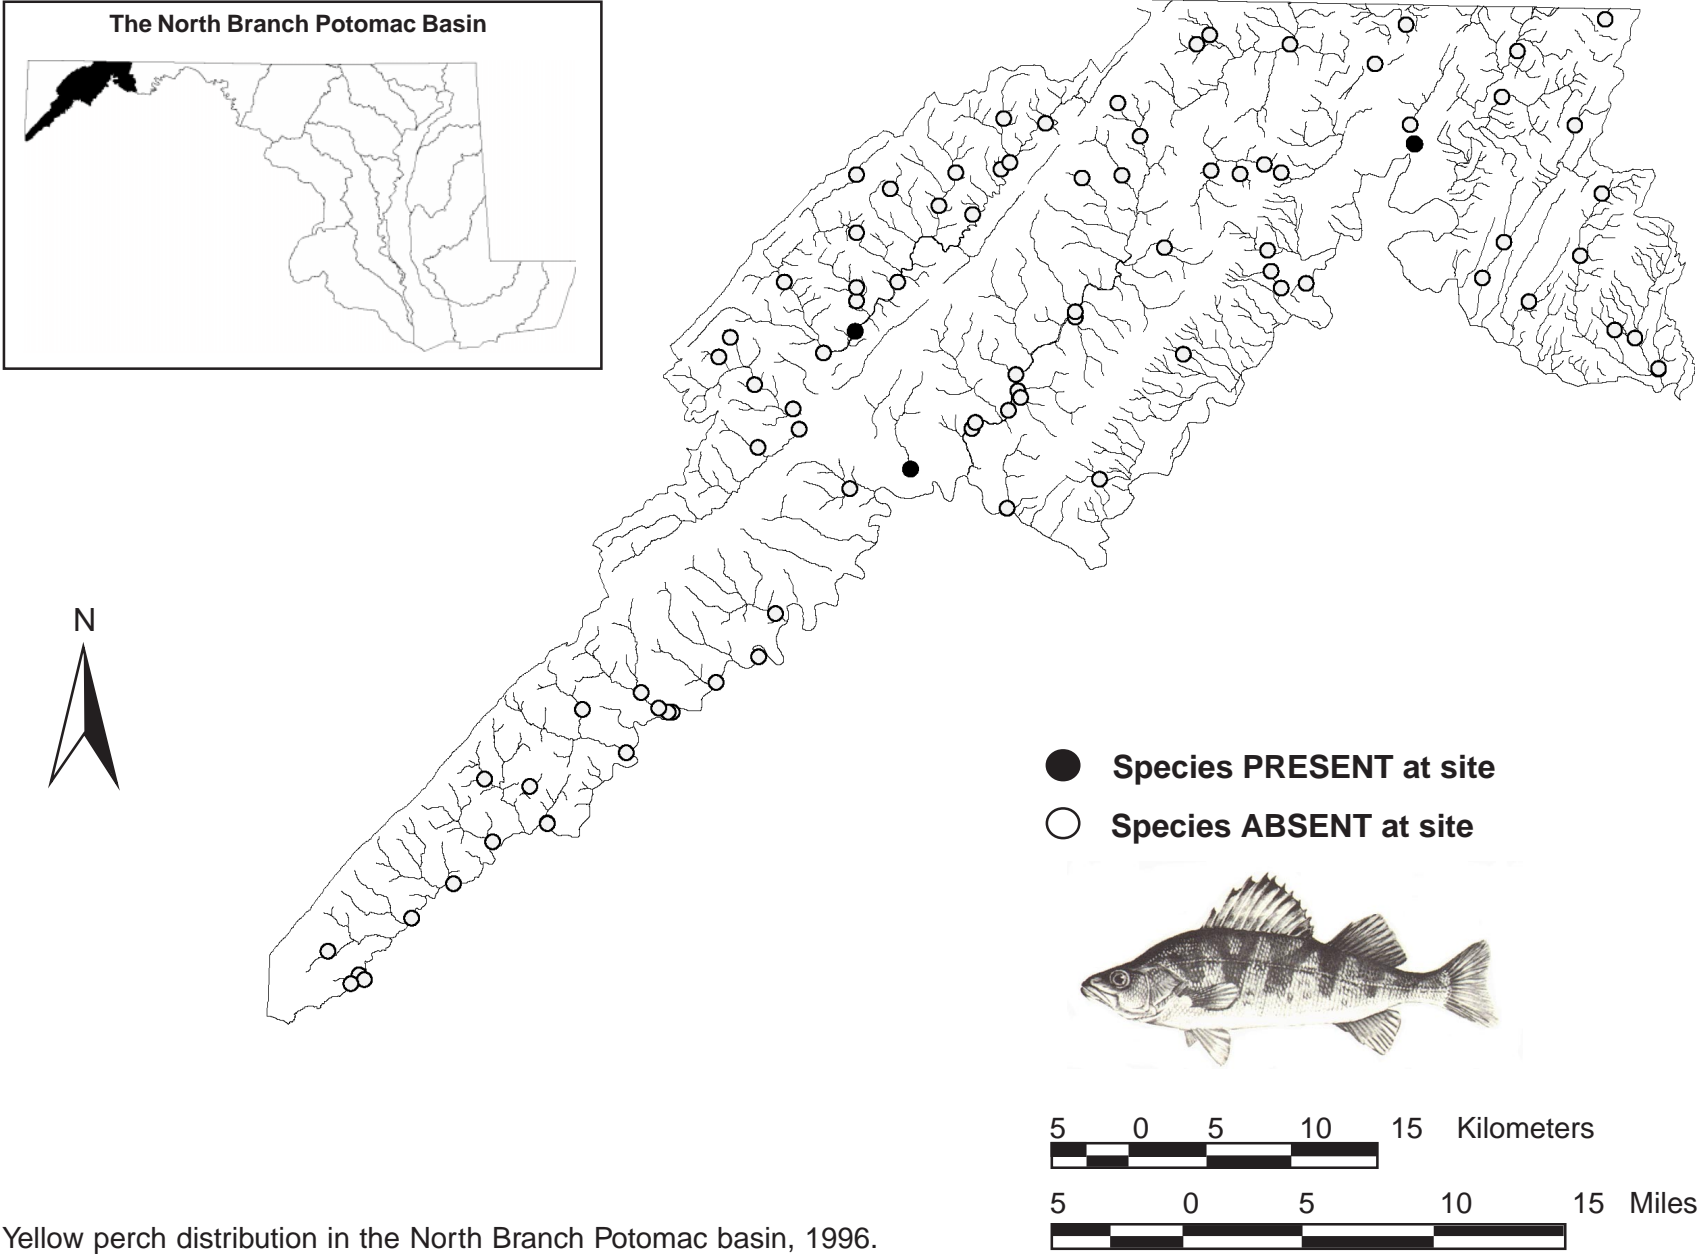 The North Branch Potomac Basin
N
Species PRESENT at site
Species ABSENT at site
5 0 5 10 15 Kilometers
5 0 5 10 15 Miles
Yellow perch distribution in the North Branch Potomac basin, 1996.